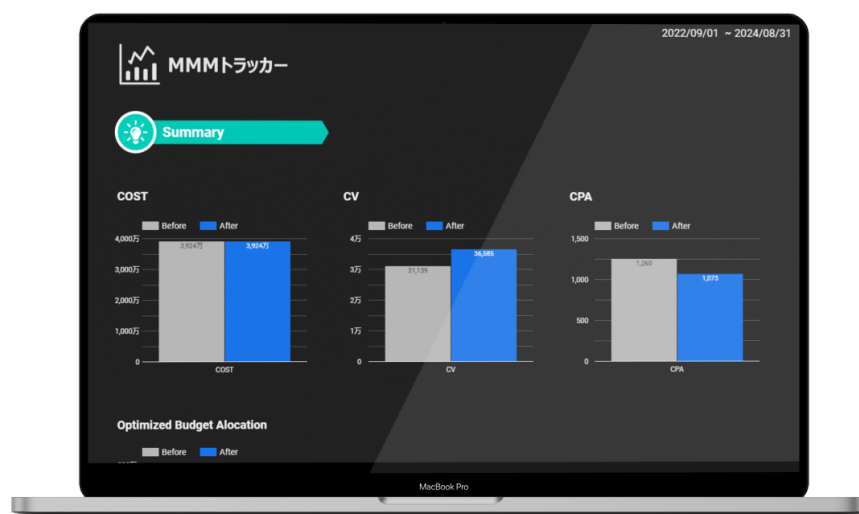 2022/09/01 ~ 2024/08/31
MMMトラッカー
Summary
COST
Before After
4,000万
3,000万
2,000万
1,000万
0
3,924万 3,924万
COST
CV
Before After
4万
3万
2万
1万
0
31,139 36,585
CV
CPA
Before After
1,500
1,000
500
0
1,260 1,073
CPA
Optimized Budget Alocation
Before After
MacBook Pro